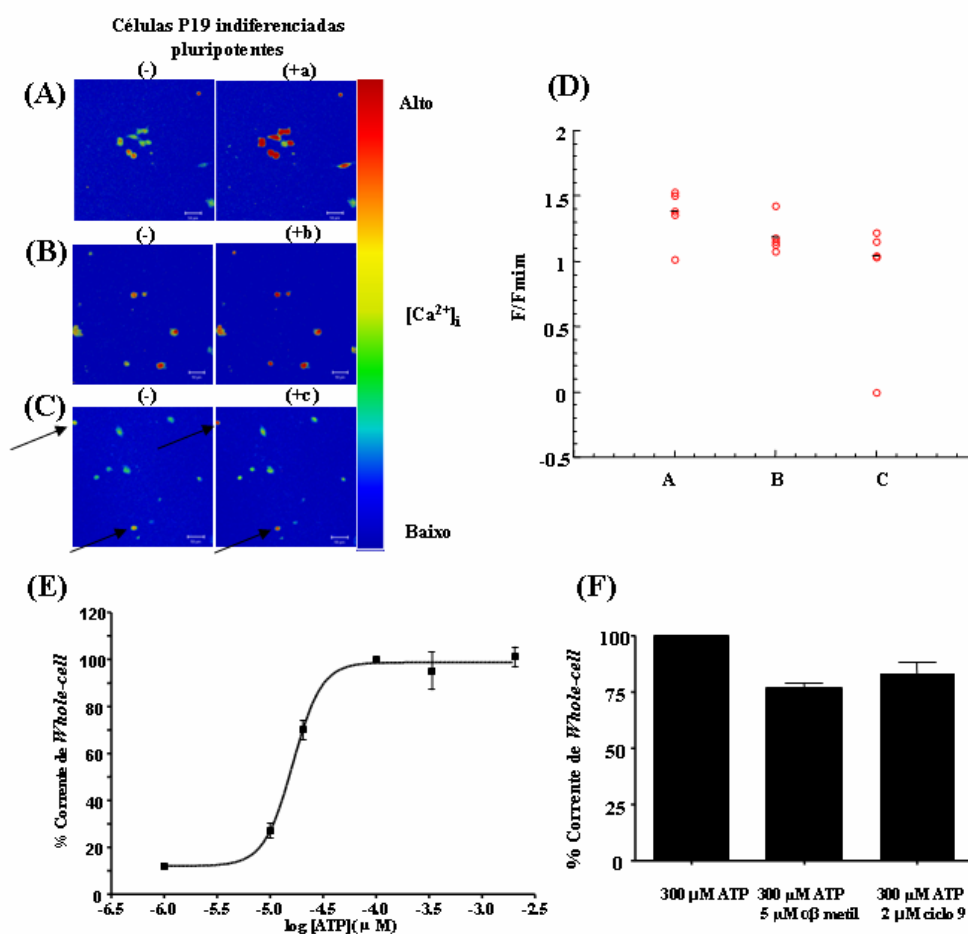 Células P19 indiferenciadas
pluripotentes
(-) (+a)
(A)
Alto
(-) (+b)
(B)
[Ca²⁺]i
(-) (+c)
(C)
Baixo
(D)
2
1.5
1
0.5
0
-0.5
F/Fmim
A B C
(E)
120
100
80
60
40
20
0
% Corrente de Whole-cell
-6.5 -6.0 -5.5 -5.0 -4.5 -4.0 -3.5 -3.0 -2.5
log [ATP](μ M)
(F)
100
75
50
25
0
% Corrente de Whole-cell
300 μM ATP
300 μM ATP
5 μM αβ metil
300 μM ATP
2 μM ciclo 9